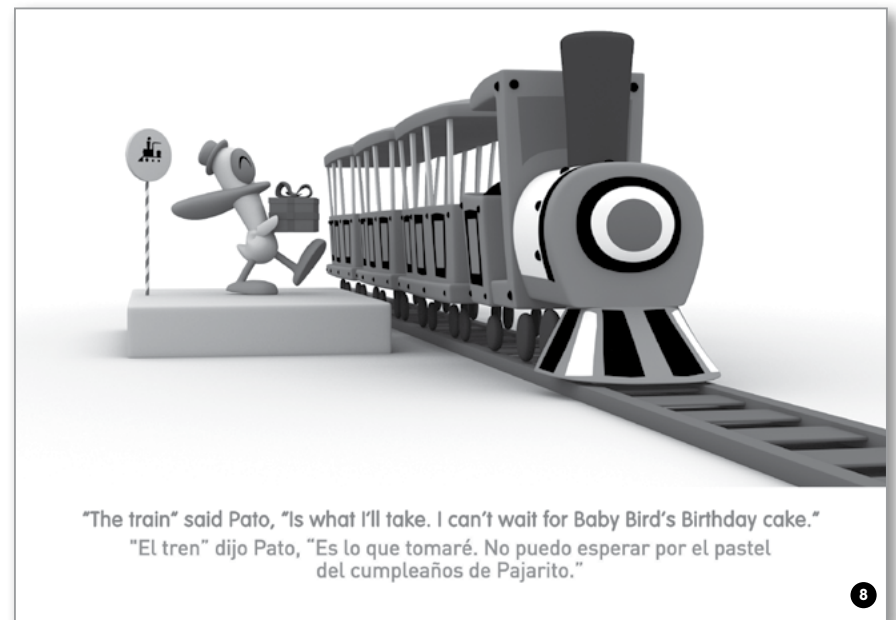 “The train“ said Pato, “Is what I’ll take. I can’t wait for Baby Bird’s Birthday cake.“
"El tren” dijo Pato, “Es lo que tomaré. No puedo esperar por el pastel
del cumpleaños de Pajarito.”
8